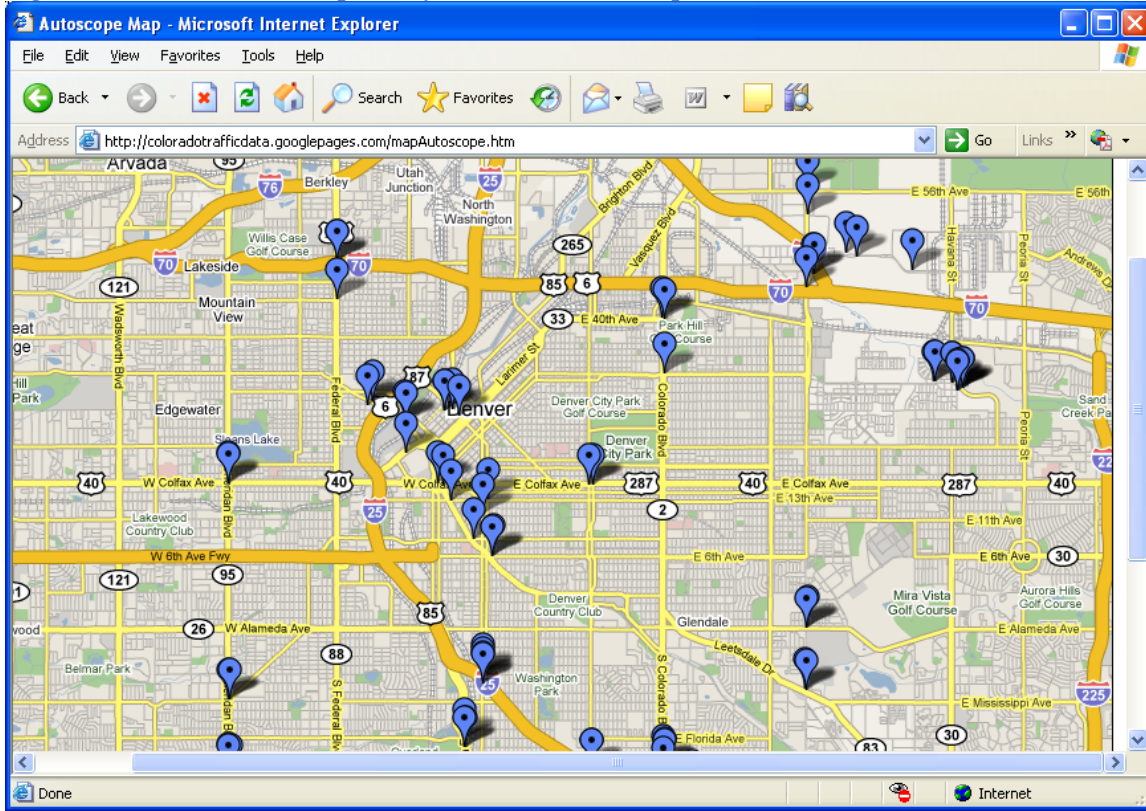 Autoscope Map - Microsoft Internet Explorer
File Edit View Favorites Tools Help
Back Search Favorites
Address http://coloradotrafficdata.googlepages.com/mapAutoscope.htm Go Links »
Arvada 95 Utah Junction 25
76 Berkley
North Washington
Brighton Blvd
Vasquez Blvd
E 56th Ave E 56th
Willis Case Golf Course
265
Havana St
Peoria St
Andrews
70 Lakeside 70
121 85 6 70 70
Mountain View
33 E 40th Ave
Park Hill
Wadsworth Blvd
Larimer St
Federal Blvd
87
6
Edgewater
Denver
Denver City Park Golf Course
Colorado Blvd
Sand Creek
Peoria St
Sloans Lake
Denver City Park
40 W Colfax Ave 40 E Colfax Ave 287 40 E Colfax Ave 287 40
E 13th Ave
25 2
Lakewood Country Club
E 11th Ave
W 6th Ave Fwy E 6th Ave E 6th Ave 30
121 95
85
Denver Country Club
Mira Vista Golf Course
Aurora Hills Golf Course
Glendale
26 W Alameda Ave E Alameda Ave
Leetsdale Dr
88
Belmar Park
S Federal
25
Washington Park
S Colorado
225
E Mississippi Ave
E Florida Ave
83 30
Done Internet